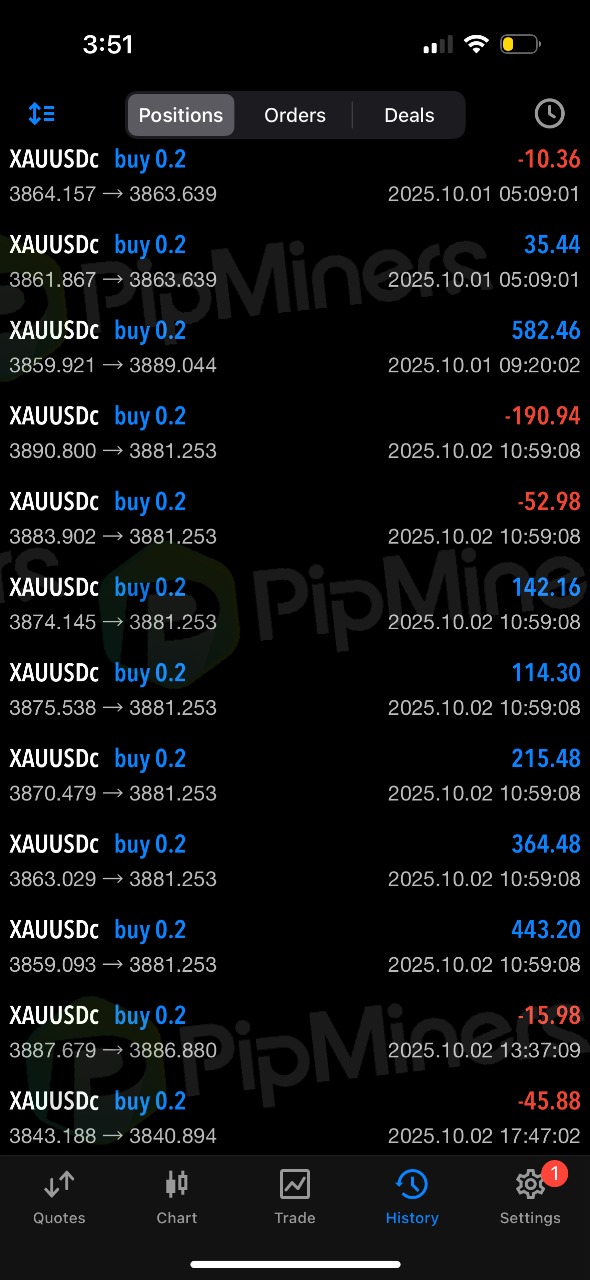 3:51
Positions Orders Deals
XAUUSDc buy 0.2 -10.36
3864.157 → 3863.639 2025.10.01 05:09:01
XAUUSDc buy 0.2 35.44
3861.867 → 3863.639 2025.10.01 05:09:01
PipMiners
XAUUSDc buy 0.2 582.46
3859.921 → 3889.044 2025.10.01 09:20:02
XAUUSDc buy 0.2 -190.94
3890.800 → 3881.253 2025.10.02 10:59:08
XAUUSDc buy 0.2 -52.98
3883.902 → 3881.253 2025.10.02 10:59:08
ers PipMine
XAUUSDc buy 0.2 142.16
3874.145 → 3881.253 2025.10.02 10:59:08
XAUUSDc buy 0.2 114.30
3875.538 → 3881.253 2025.10.02 10:59:08
XAUUSDc buy 0.2 215.48
3870.479 → 3881.253 2025.10.02 10:59:08
XAUUSDc buy 0.2 364.48
3863.029 → 3881.253 2025.10.02 10:59:08
XAUUSDc buy 0.2 443.20
3859.093 → 3881.253 2025.10.02 10:59:08
XAUUSDc buy 0.2 -15.98
3887.679 → 3886.880 2025.10.02 13:37:09
PipMiners
XAUUSDc buy 0.2 -45.88
3843.188 → 3840.894 2025.10.02 17:47:02
1
Quotes Chart Trade History Settings